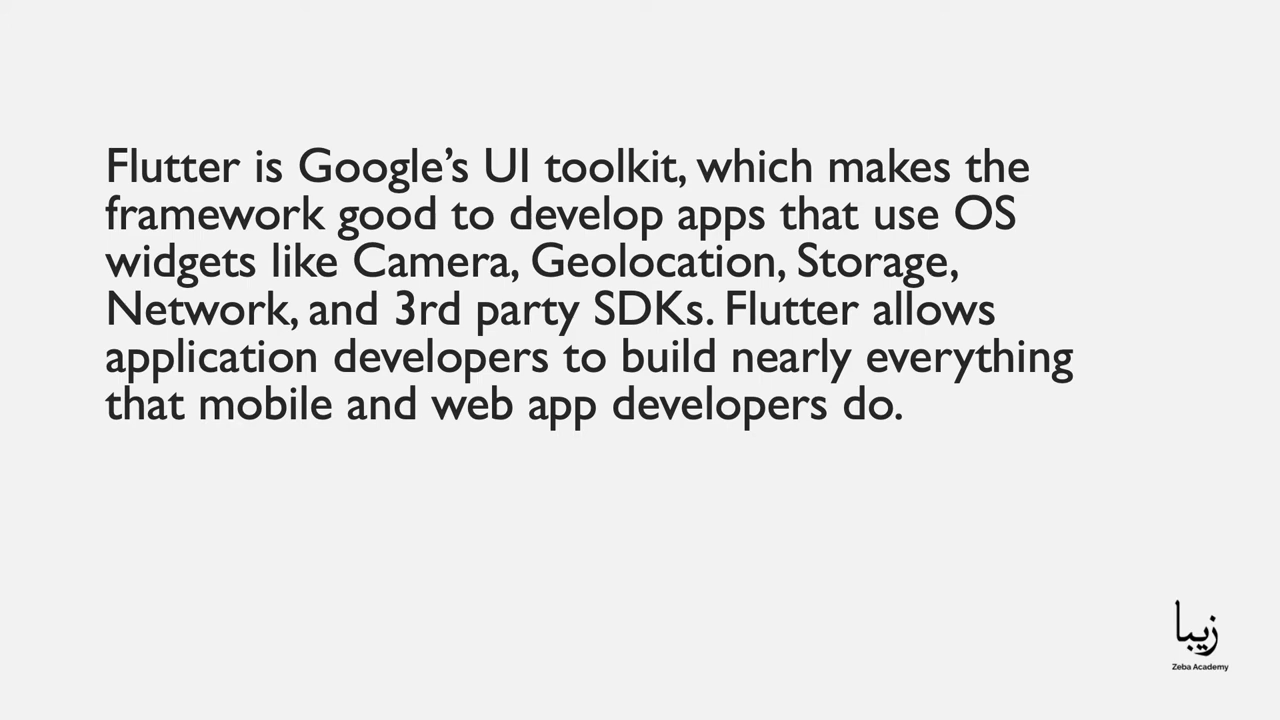 Flutter is Google’s UI toolkit, which makes the
framework good to develop apps that use OS
widgets like Camera, Geolocation, Storage,
Network, and 3rd party SDKs. Flutter allows
application developers to build nearly everything
that mobile and web app developers do.
زيبا
Zeba Academy